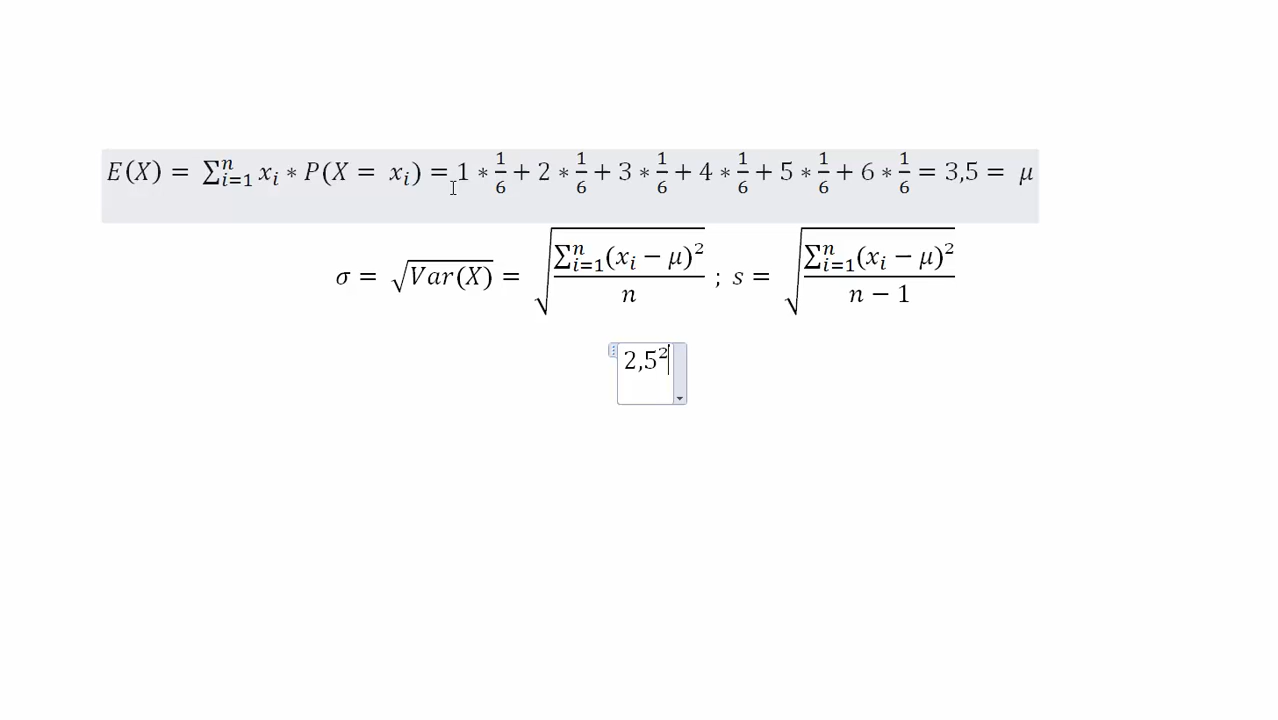 E(X) = ∑ⁿᵢ₌₁ xᵢ * P(X = xᵢ) = 1 * 1/6 + 2 * 1/6 + 3 * 1/6 + 4 * 1/6 + 5 * 1/6 + 6 * 1/6 = 3,5 = μ
σ = √Var(X) = √(∑ⁿᵢ₌₁(xᵢ − μ)²/n) ; s = √(∑ⁿᵢ₌₁(xᵢ − μ)²/(n − 1))
2,5²